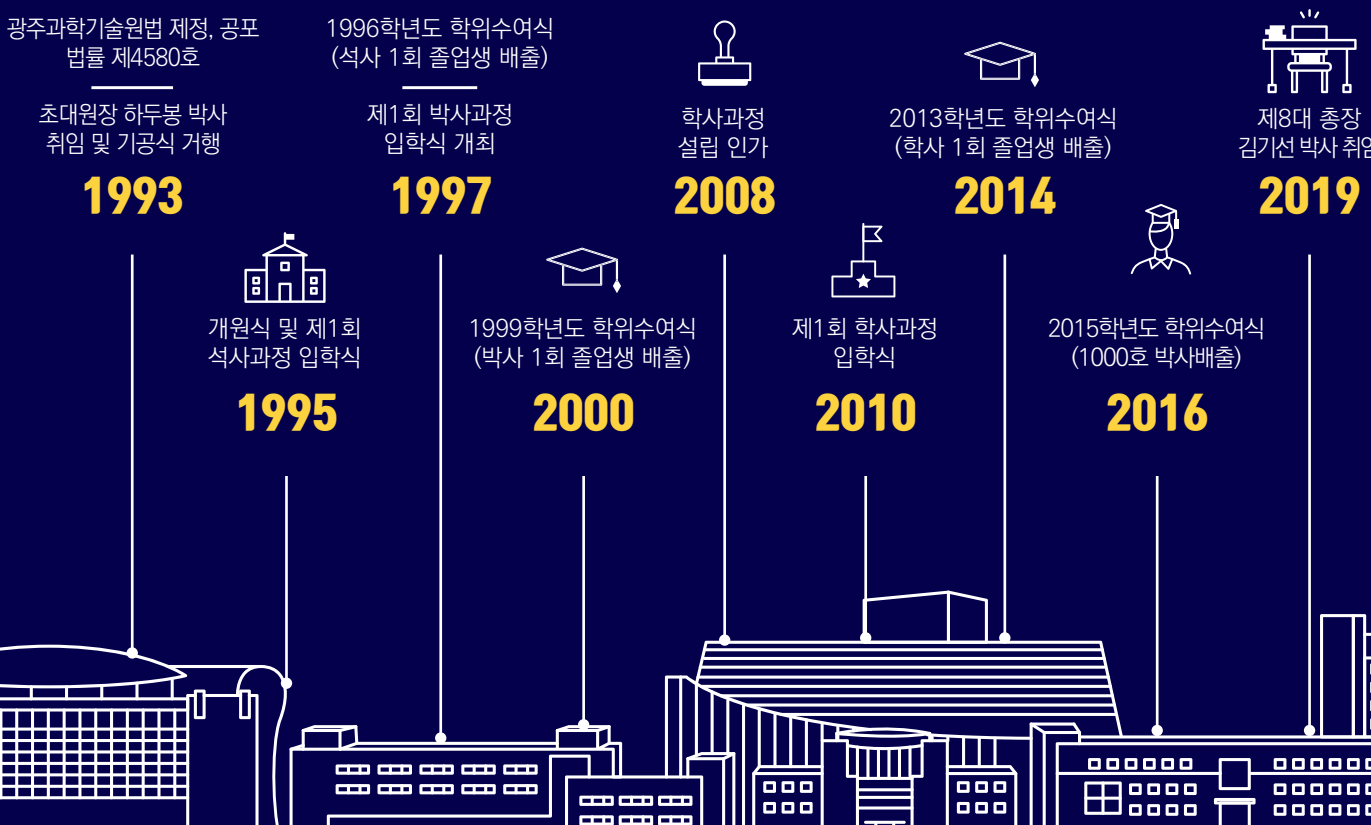 광주과학기술원법 제정, 공포
법률 제4580호
초대원장 하두봉 박사
취임 및 기공식 거행
1993
개원식 및 제1회
석사과정 입학식
1995
1996학년도 학위수여식
(석사 1회 졸업생 배출)
제1회 박사과정
입학식 개최
1997
1999학년도 학위수여식
(박사 1회 졸업생 배출)
2000
학사과정
설립 인가
2008
제1회 학사과정
입학식
2010
2013학년도 학위수여식
(학사 1회 졸업생 배출)
2014
2015학년도 학위수여식
(1000호 박사배출)
2016
제8대 총장
김기선 박사 취임
2019